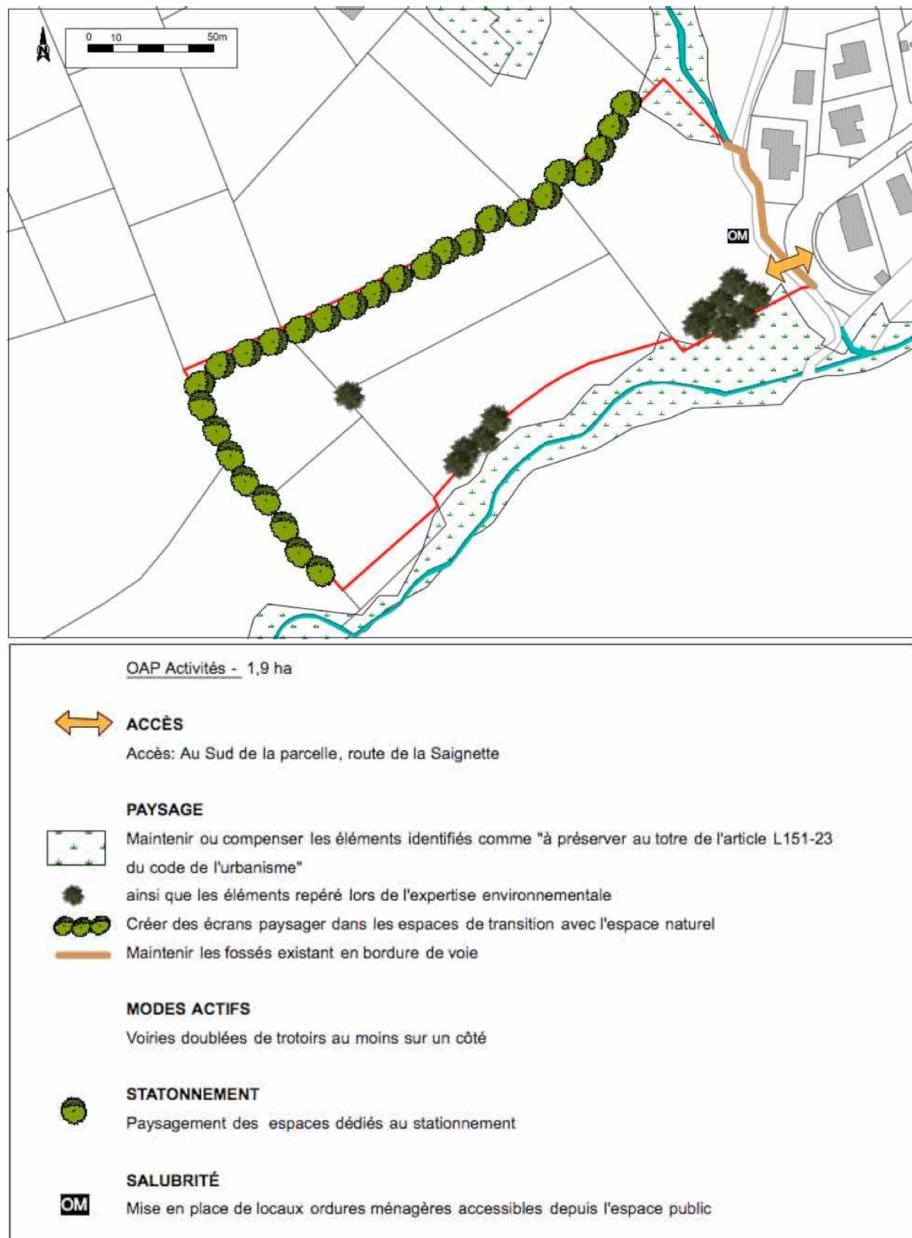 N
0 10 50m
OM
OAP Activités - 1,9 ha
ACCÈS
Accès: Au Sud de la parcelle, route de la Saignette
PAYSAGE
Maintenir ou compenser les éléments identifiés comme "à préserver au totre de l'article L151-23
du code de l'urbanisme"
ainsi que les éléments repéré lors de l'expertise environnementale
Créer des écrans paysager dans les espaces de transition avec l'espace naturel
Maintenir les fossés existant en bordure de voie
MODES ACTIFS
Voiries doublées de trotoirs au moins sur un côté
STATONNEMENT
Paysagement des espaces dédiés au stationnement
SALUBRITÉ
OM Mise en place de locaux ordures ménagères accessibles depuis l'espace public